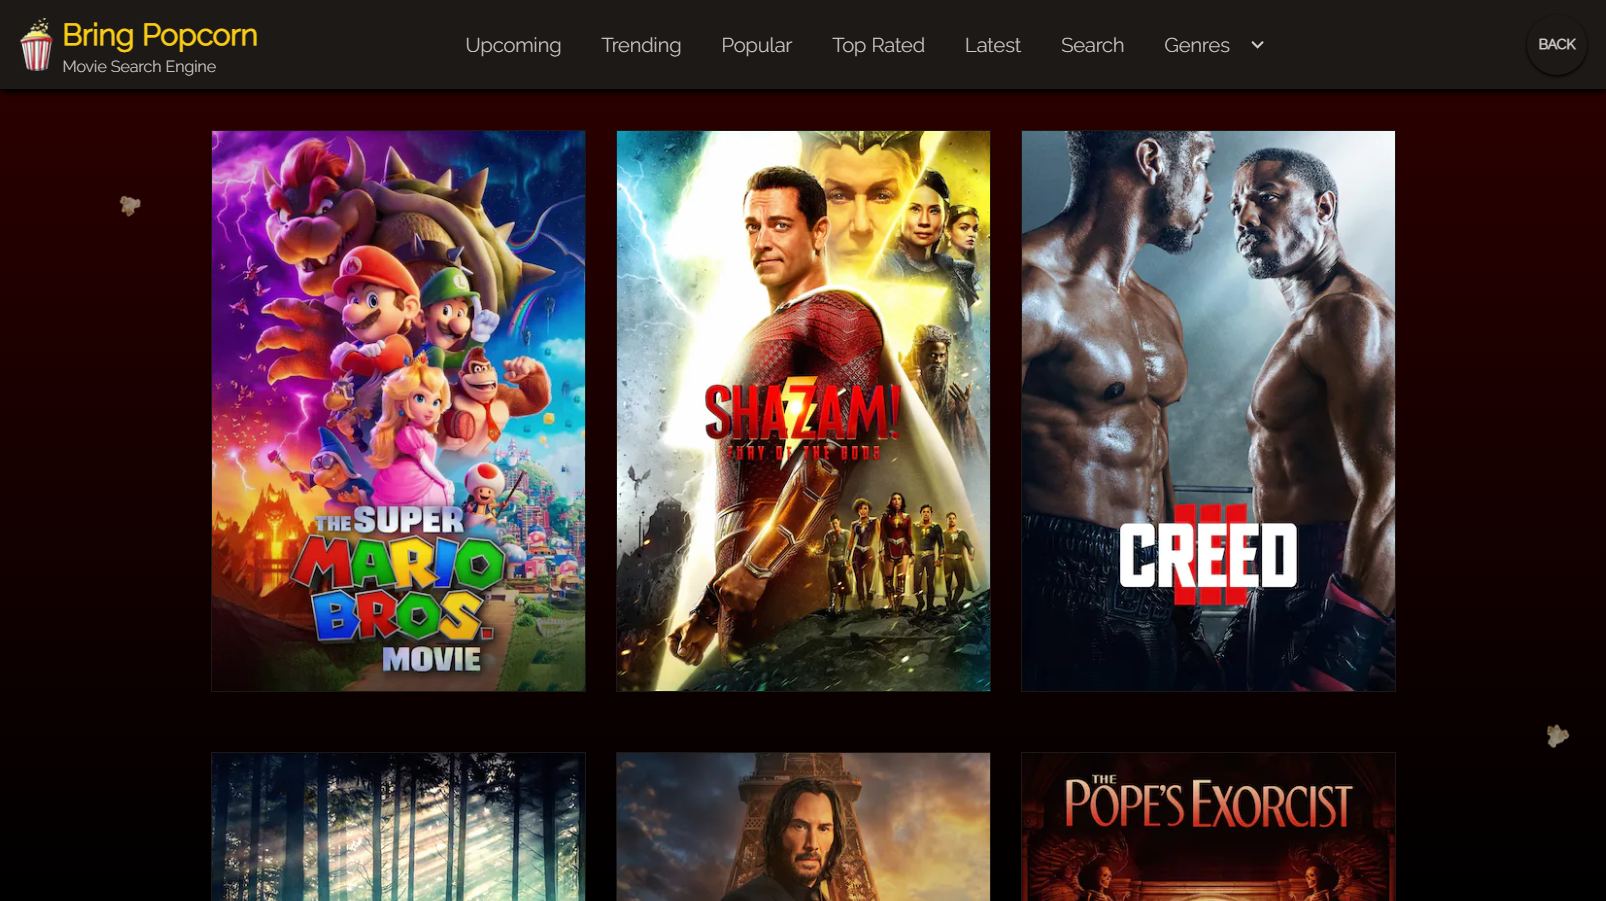 Bring Popcorn
Movie Search Engine
Upcoming
Trending
Popular
Top Rated
Latest
Search
Genres
BACK
THE SUPER
MARIO
BROS.
MOVIE
SHAZAM!
FURY OF THE GODS
III
CREED
THE
POPE'S EXORCIST